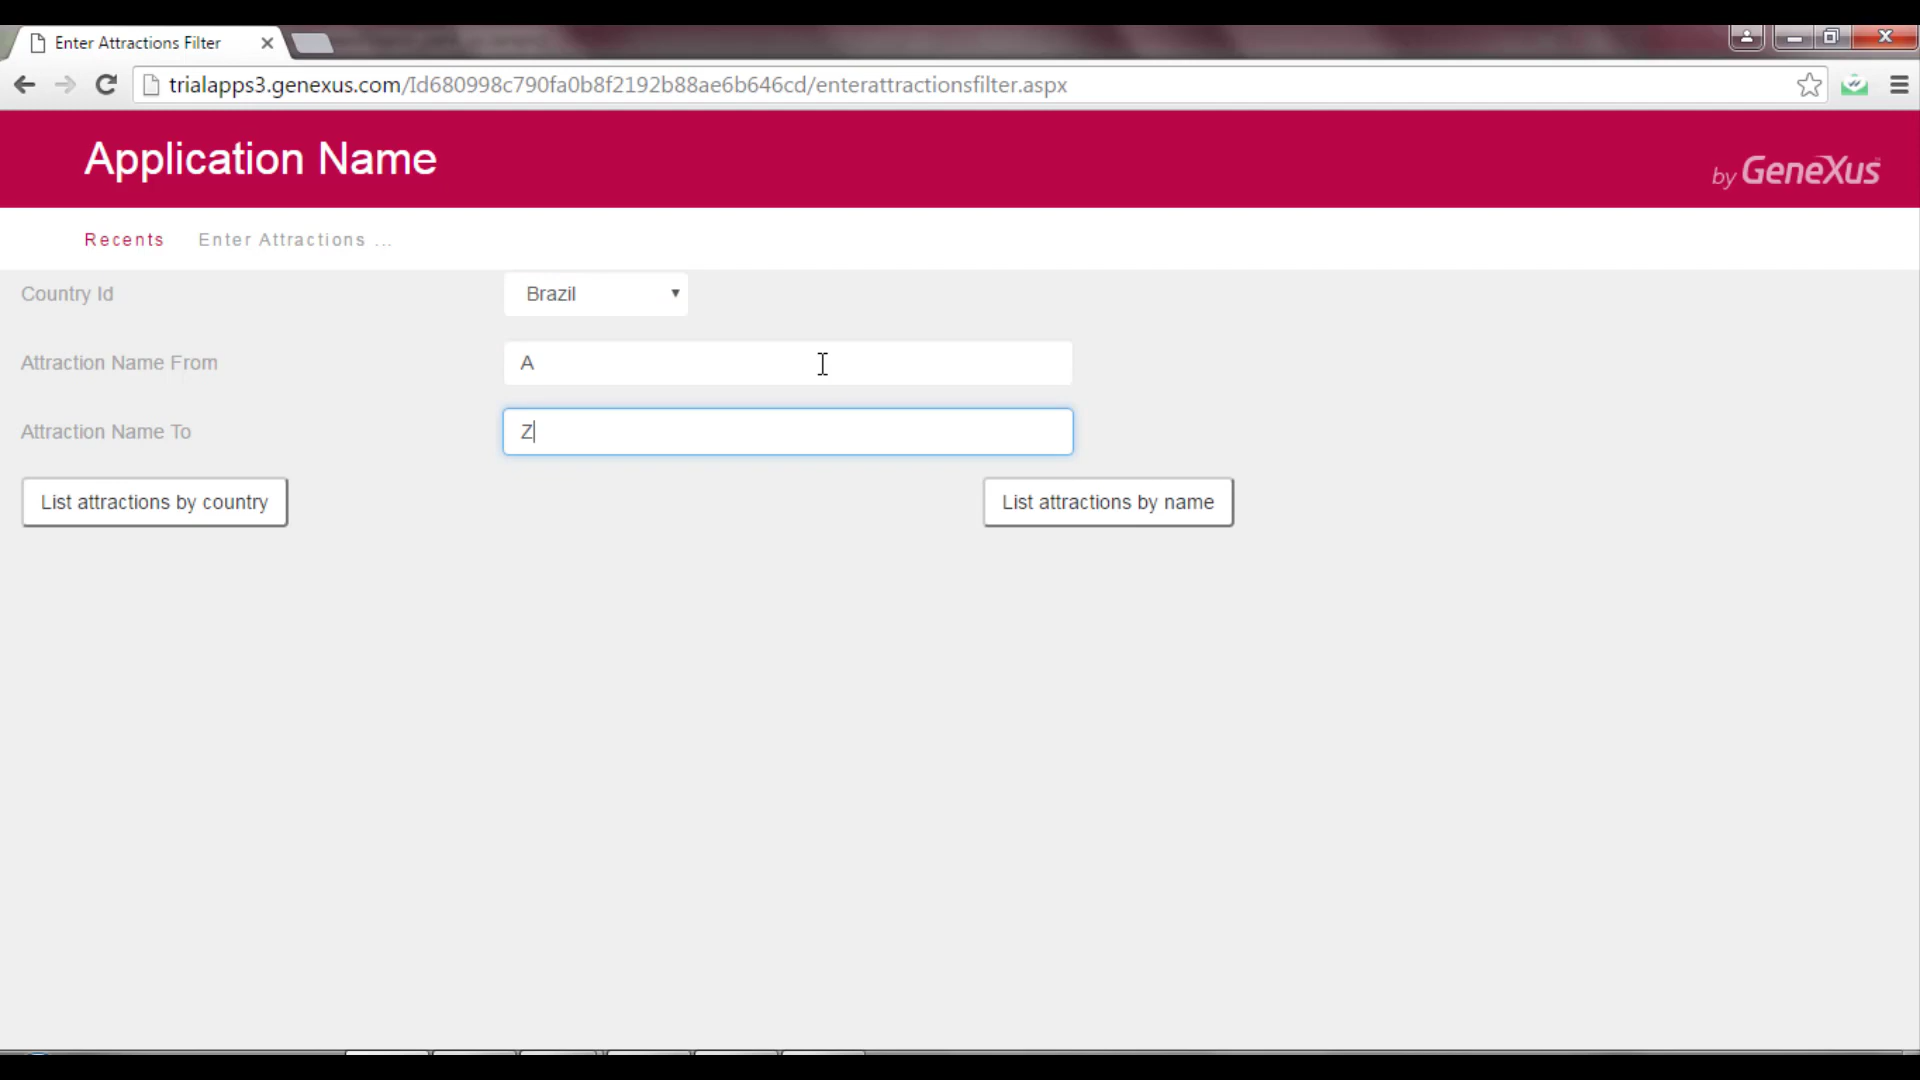 Enter Attractions Filter
trialapps3.genexus.com/Id680998c790fa0b8f2192b88ae6b646cd/enterattractionsfilter.aspx
Application Name
by GeneXus
Recents Enter Attractions ...
Country Id Brazil
Attraction Name From A
Attraction Name To Z
List attractions by country List attractions by name